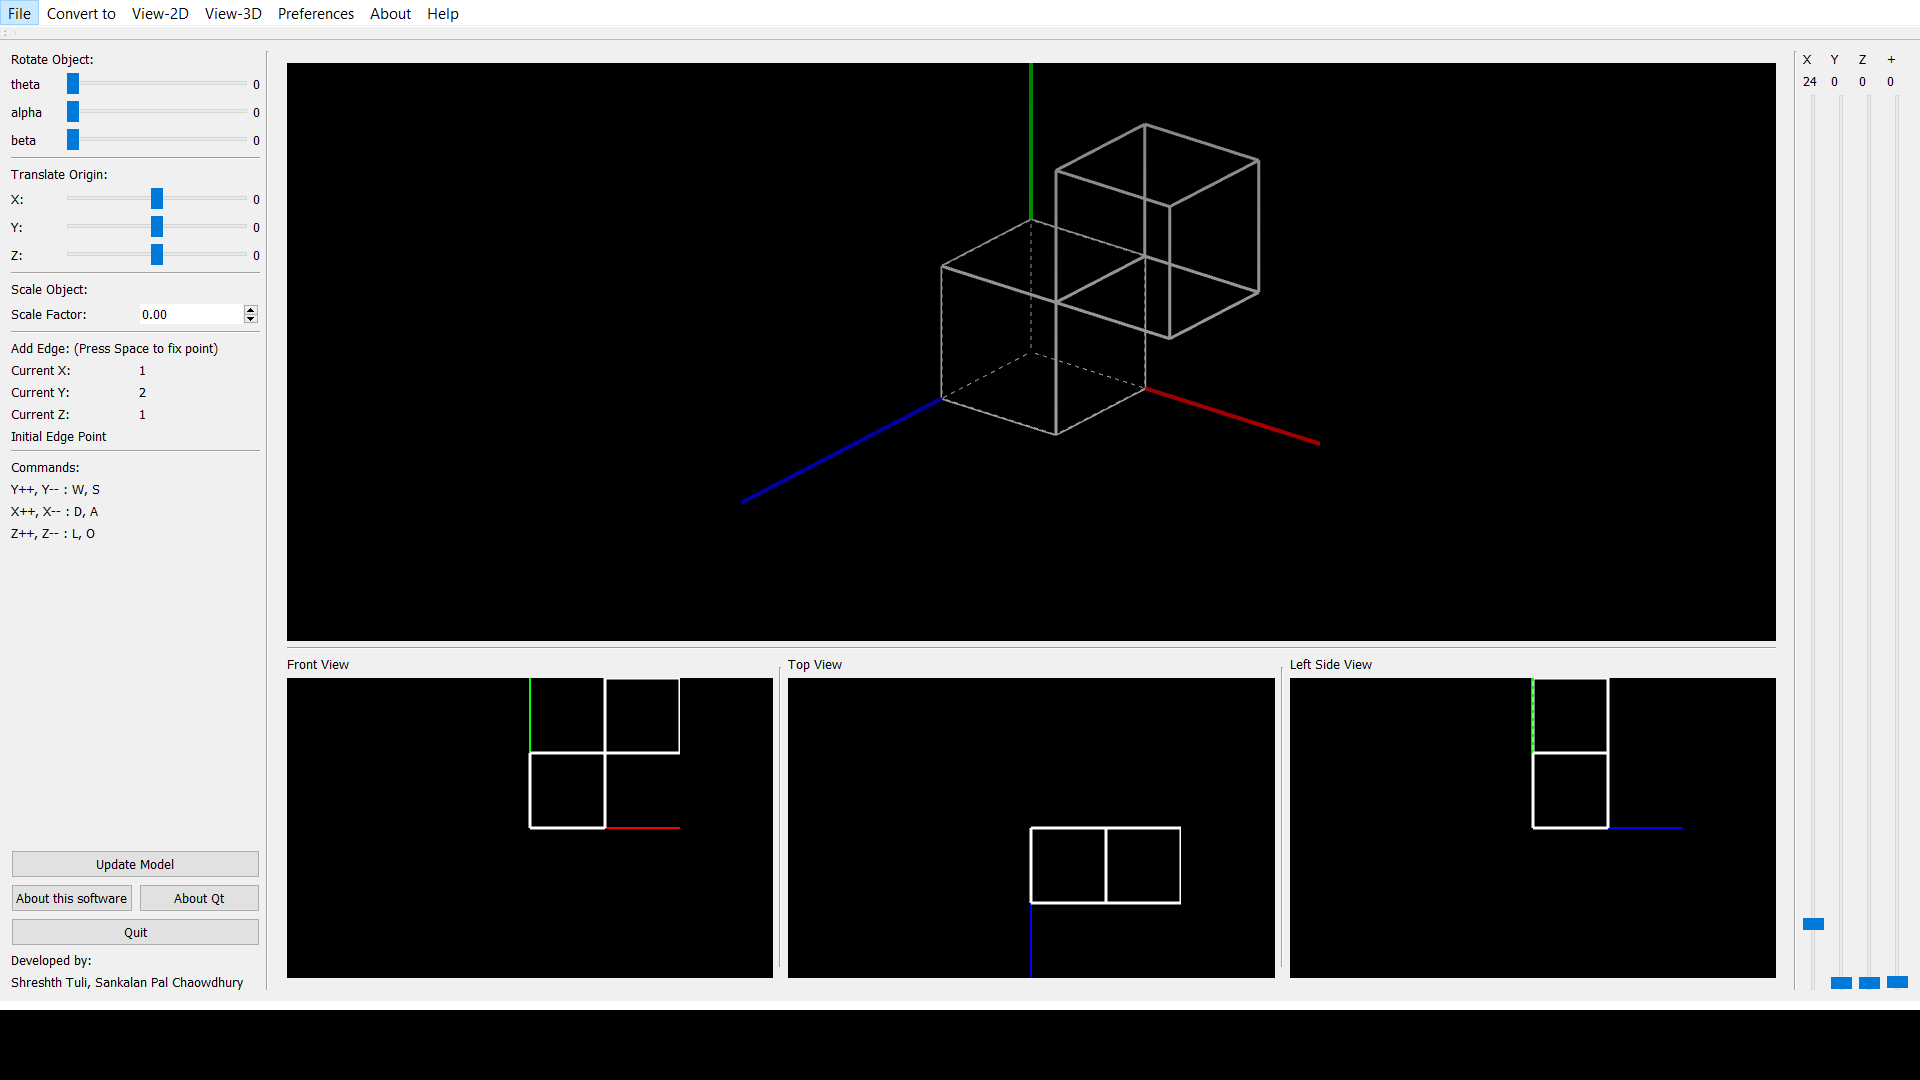 File Convert to View-2D View-3D Preferences About Help
Rotate Object:
theta 0
alpha 0
beta 0
Translate Origin:
X: 0
Y: 0
Z: 0
Scale Object:
Scale Factor: 0.00
Add Edge: (Press Space to fix point)
Current X: 1
Current Y: 2
Current Z: 1
Initial Edge Point
Commands:
Y++, Y-- : W, S
X++, X-- : D, A
Z++, Z-- : L, O
Update Model
About this software About Qt
Quit
Developed by:
Shreshth Tuli, Sankalan Pal Chaowdhury
Front View
Top View
Left Side View
X Y Z +
24 0 0 0